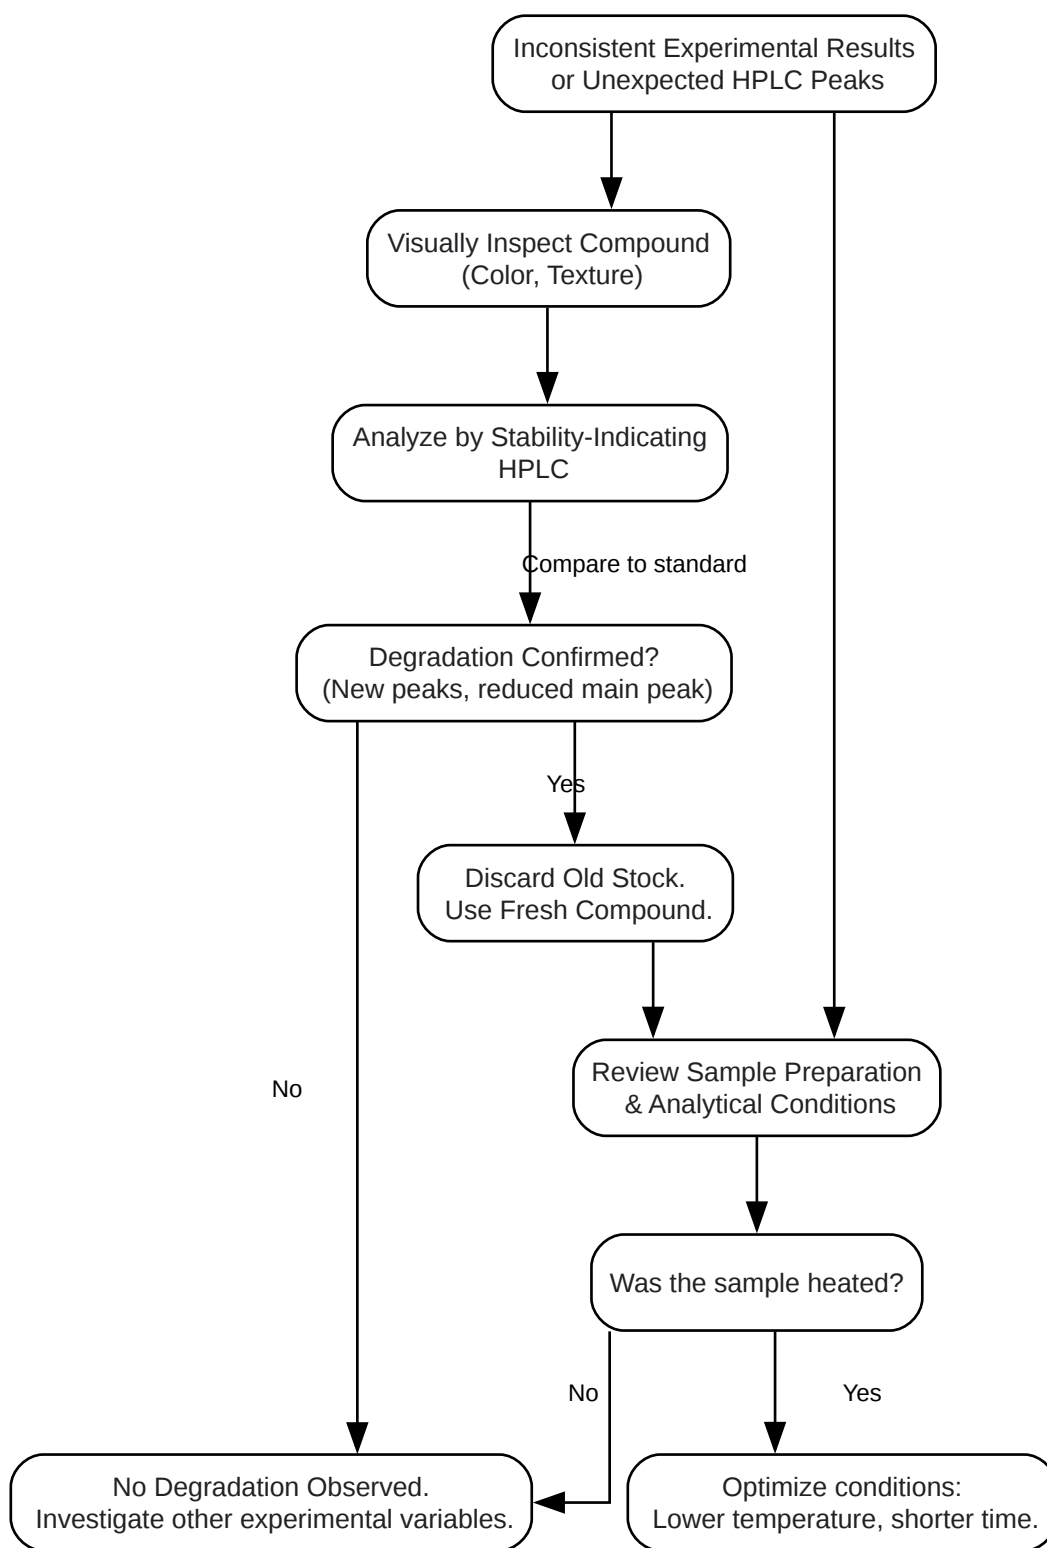 Inconsistent Experimental Results
or Unexpected HPLC Peaks
Visually Inspect Compound
(Color, Texture)
Analyze by Stability-Indicating
HPLC
Compare to standard
Degradation Confirmed?
(New peaks, reduced main peak)
Yes
Discard Old Stock.
Use Fresh Compound.
No
Review Sample Preparation
& Analytical Conditions
Was the sample heated?
No
Yes
No Degradation Observed.
Investigate other experimental variables.
Optimize conditions:
Lower temperature, shorter time.